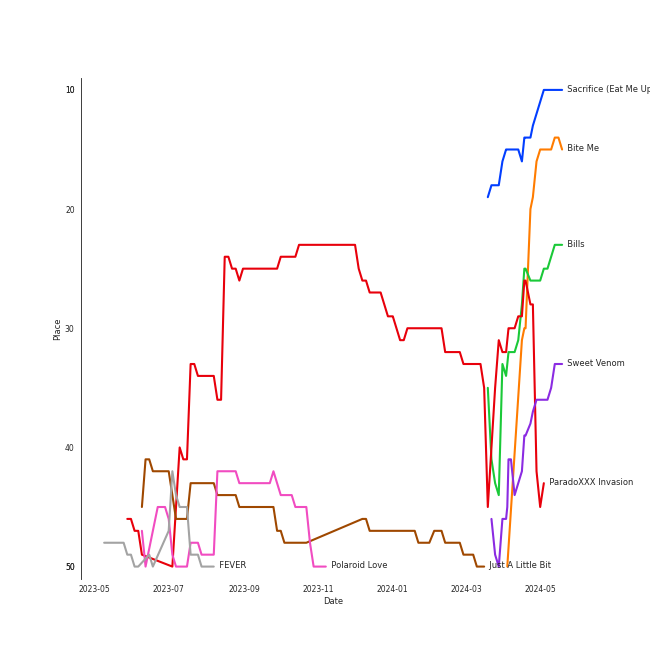 10
Sacrifice (Eat Me Up
Bite Me
20
Bills
30
Sweet Venom
40
ParadoXXX Invasion
50
FEVER
Polaroid Love
Just A Little Bit
Place
2023-05
2023-07
2023-09
2023-11
2024-01
2024-03
2024-05
Date